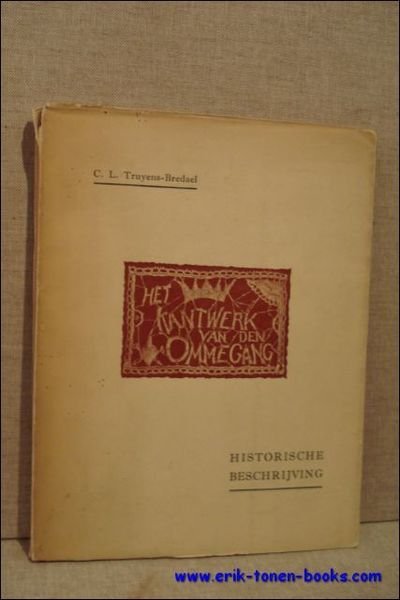 C. L. Truyens-Bredael
HET
KANTWERK
VAN DEN
OMMEGANG
HISTORISCHE
BESCHRIJVING
www.erik-tonen-books.com